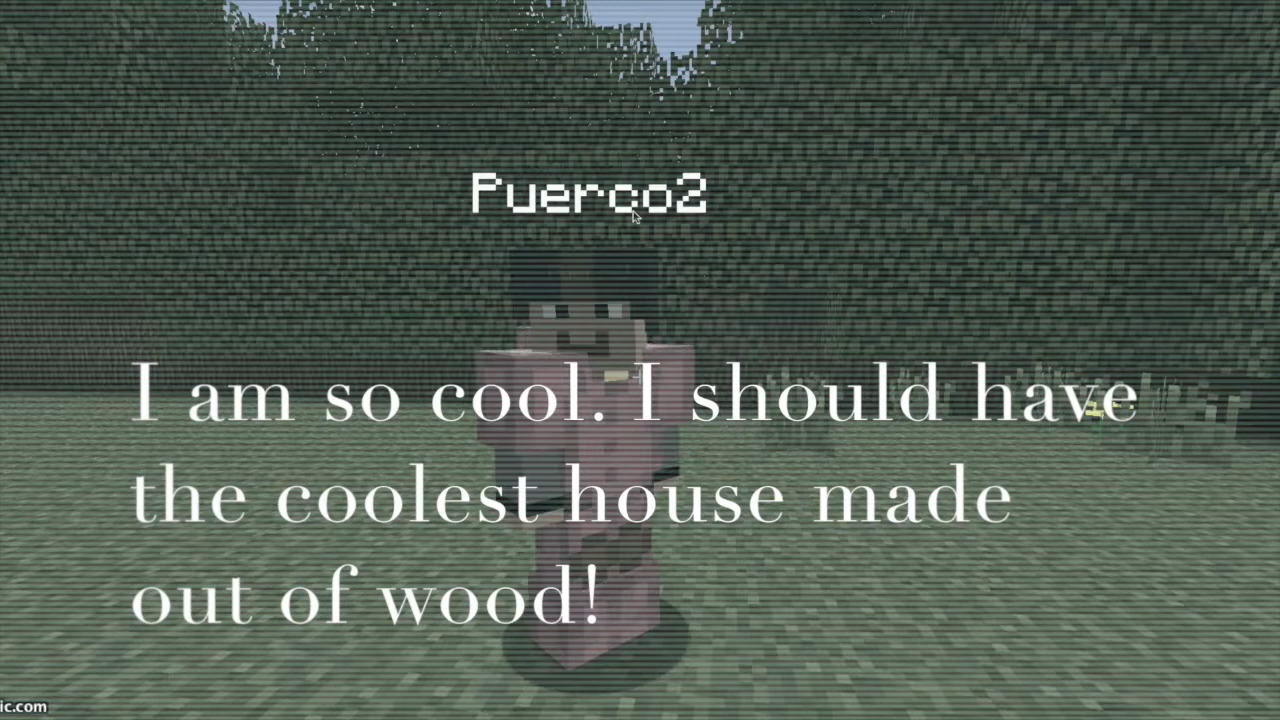 Puerco2
I am so cool. I should have
the coolest house made
out of wood!
ic.com